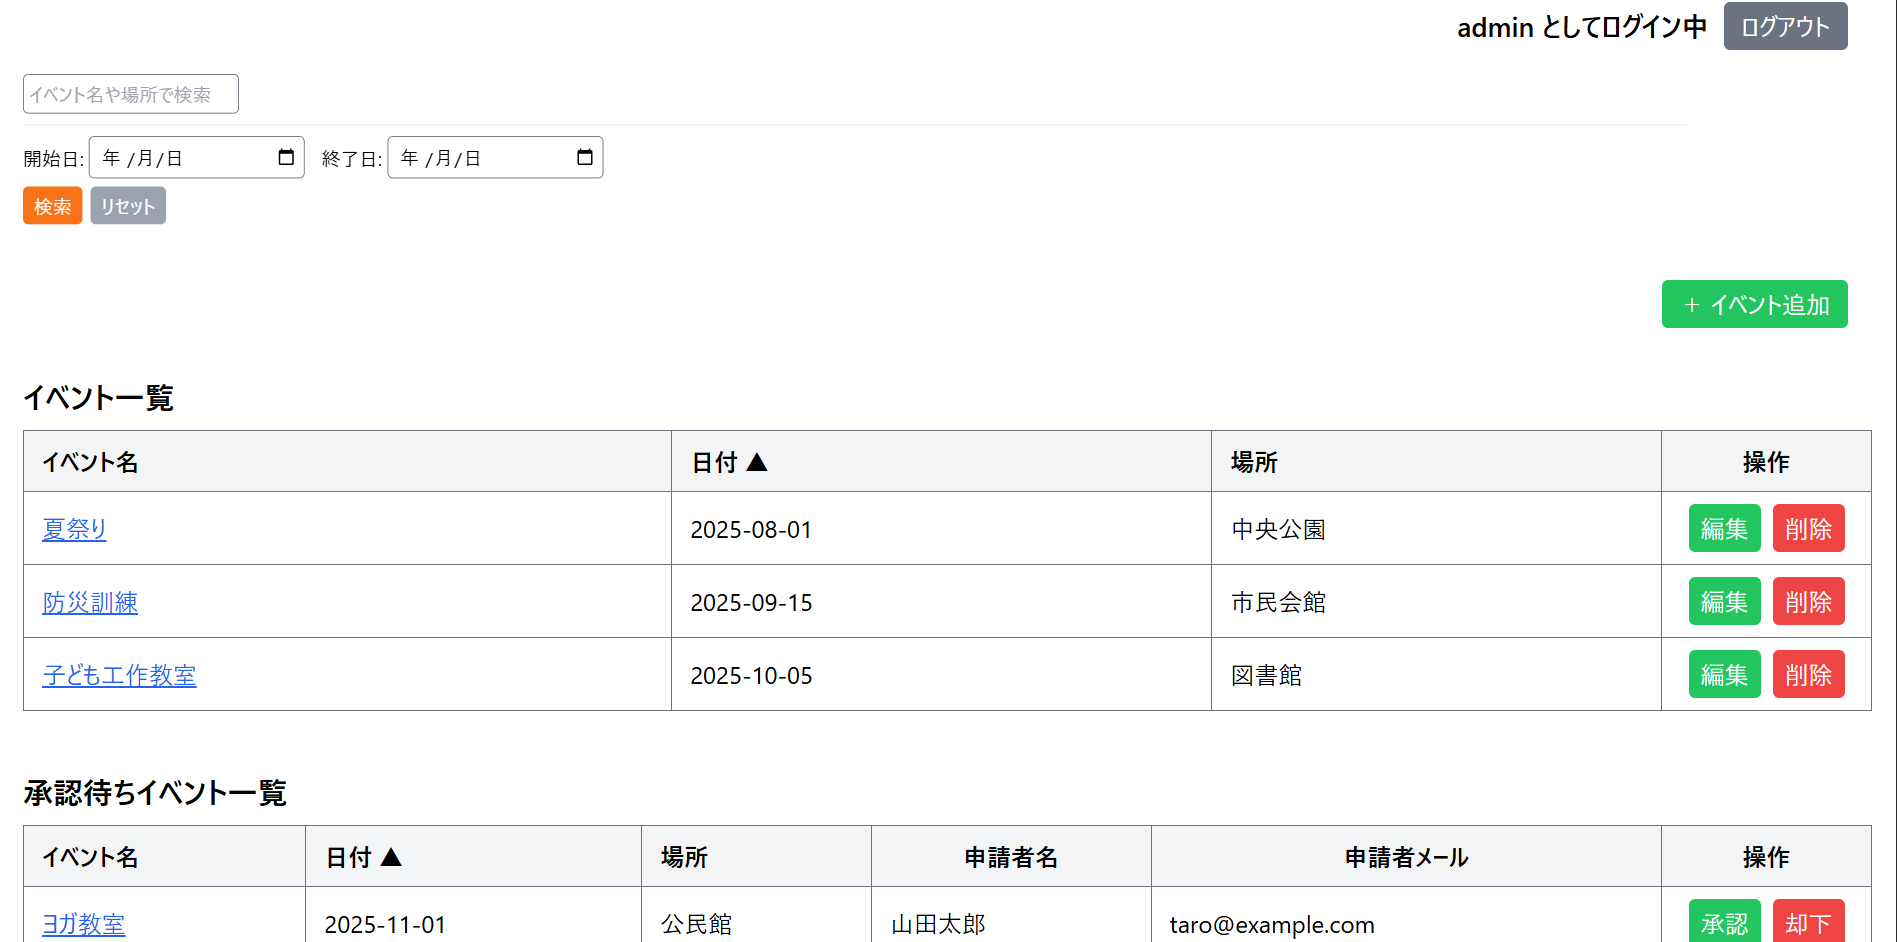 admin としてログイン中 ログアウト
イベント名や場所で検索
開始日: 年 /月/日 終了日: 年 /月/日
検索 リセット
＋ イベント追加
イベント一覧
イベント名 日付 ▲ 場所 操作
夏祭り 2025-08-01 中央公園 編集 削除
防災訓練 2025-09-15 市民会館 編集 削除
子ども工作教室 2025-10-05 図書館 編集 削除
承認待ちイベント一覧
イベント名 日付 ▲ 場所 申請者名 申請者メール 操作
ヨガ教室 2025-11-01 公民館 山田太郎 taro@example.com 承認 却下